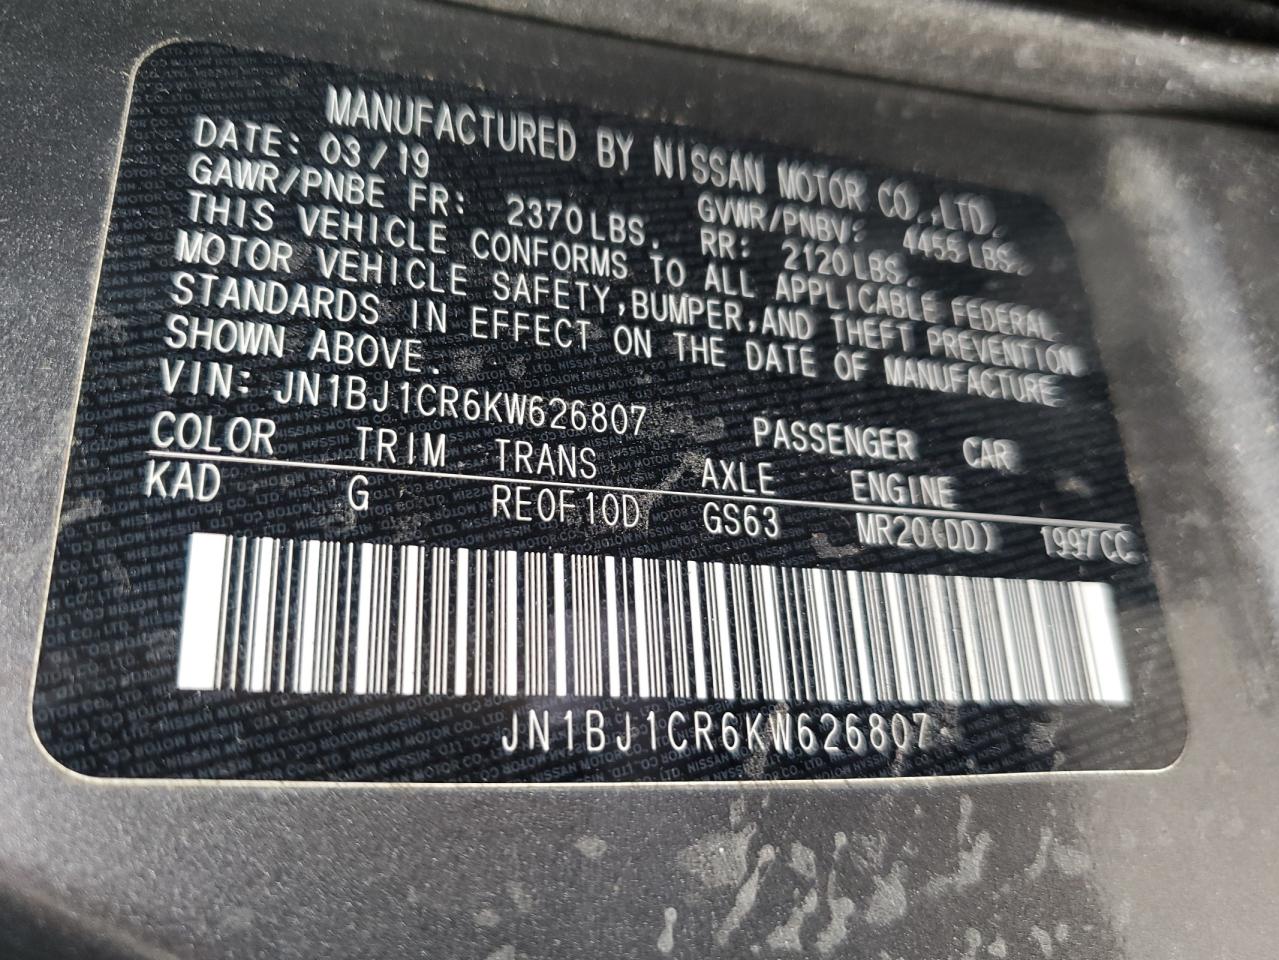 MANUFACTURED BY NISSAN MOTOR CO.,LTD.
DATE: 03/19 GVWR/PNBV: 4455LBS.
GAWR/PNBE FR: 2370LBS. RR: 2120LBS.
THIS VEHICLE CONFORMS TO ALL APPLICABLE FEDERAL
MOTOR VEHICLE SAFETY,BUMPER,AND THEFT PREVENTION
STANDARDS IN EFFECT ON THE DATE OF MANUFACTURE
SHOWN ABOVE.
VIN: JN1BJ1CR6KW626807 PASSENGER CAR
COLOR TRIM TRANS AXLE ENGINE
KAD G RE0F10D GS63 MR20(DD) 1997CC
JN1BJ1CR6KW626807